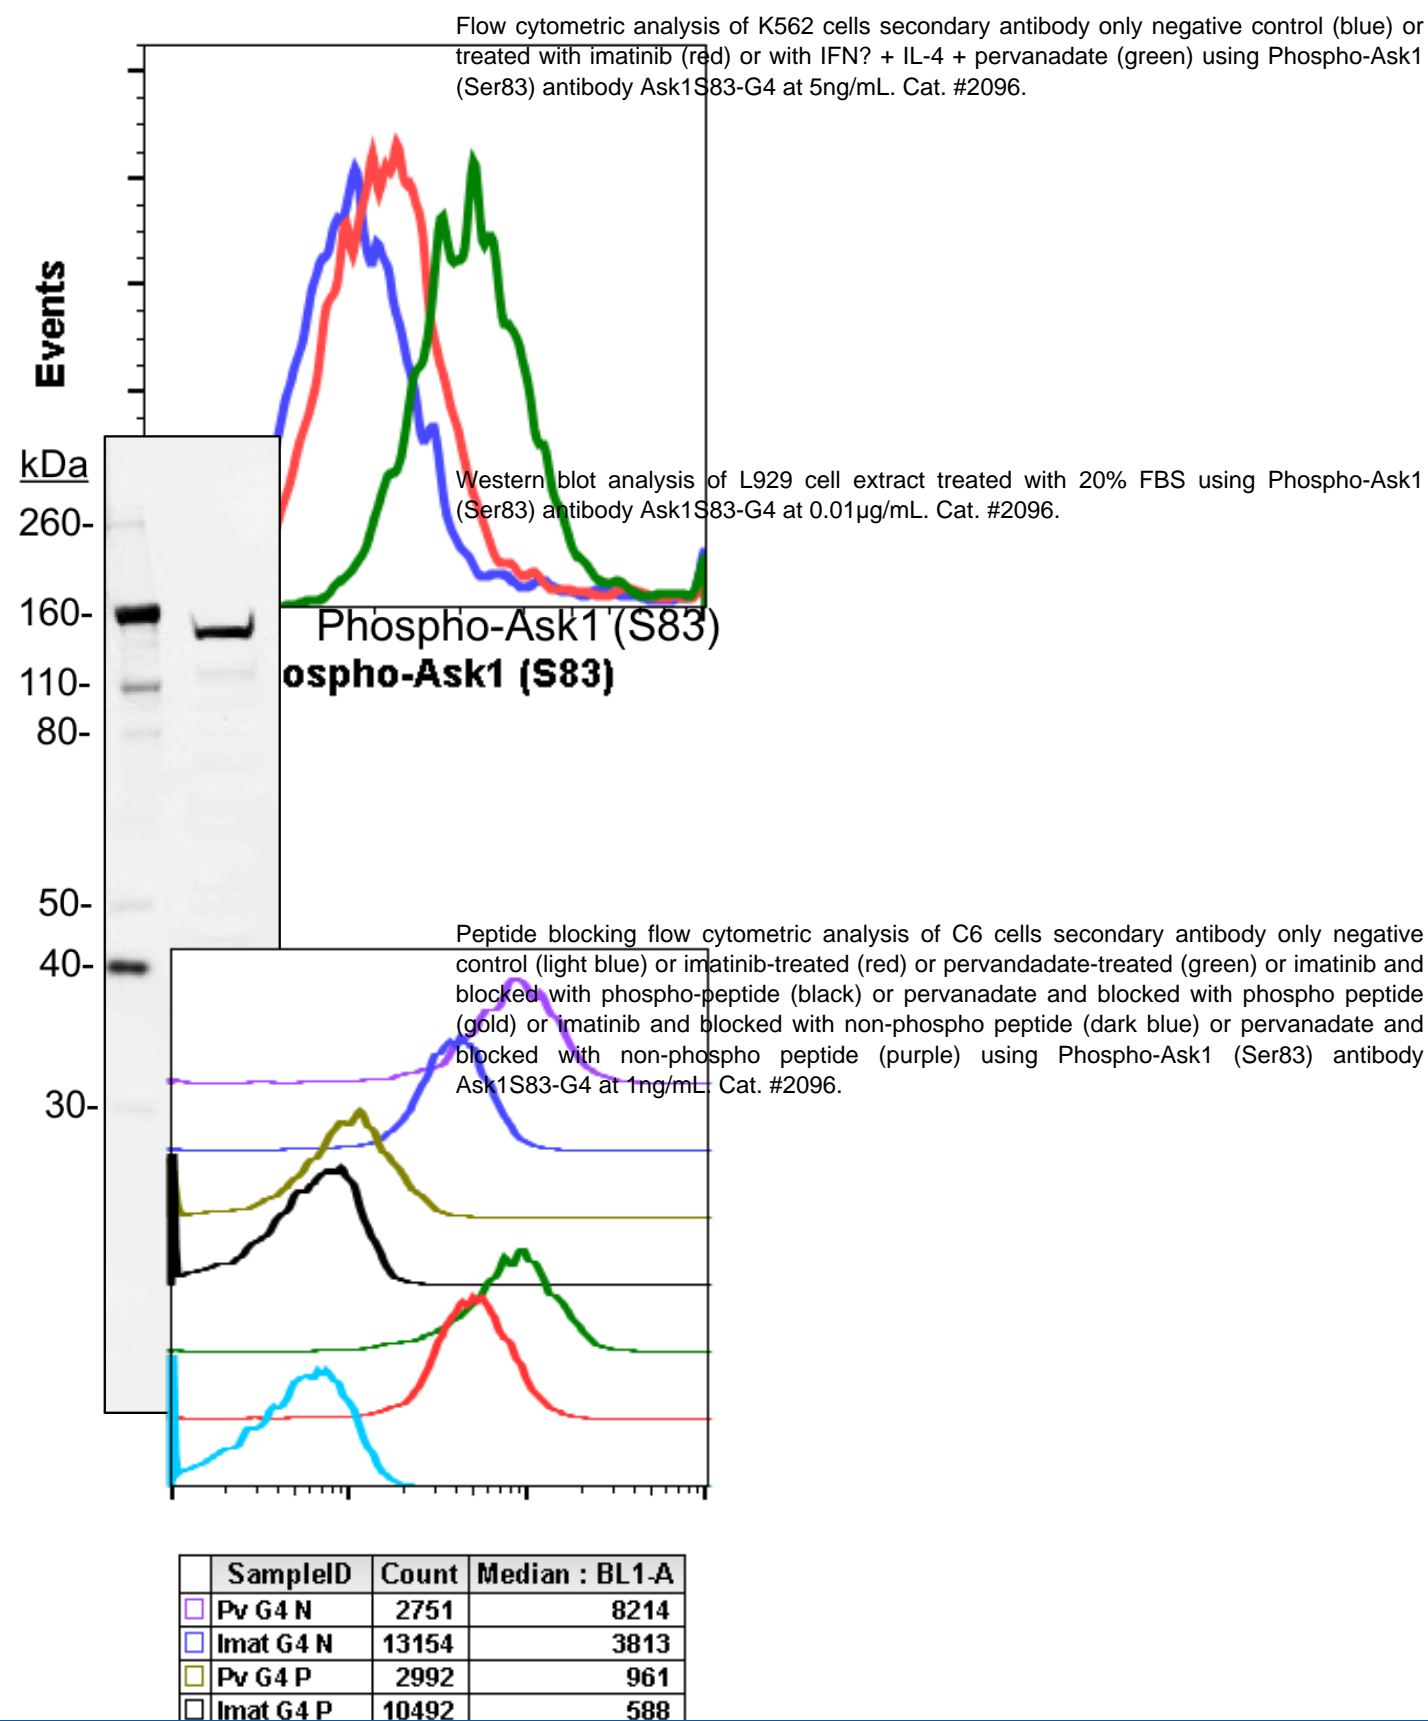 Flow cytometric analysis of K562 cells secondary antibody only negative control (blue) or
treated with imatinib (red) or with IFN? + IL-4 + pervanadate (green) using Phospho-Ask1
(Ser83) antibody Ask1S83-G4 at 5ng/mL. Cat. #2096.
Events
Phospho-Ask1 (S83)
ospho-Ask1 (S83)
Western blot analysis of L929 cell extract treated with 20% FBS using Phospho-Ask1
(Ser83) antibody Ask1S83-G4 at 0.01µg/mL. Cat. #2096.
kDa
260-
160-
110-
80-
50-
40-
30-
Peptide blocking flow cytometric analysis of C6 cells secondary antibody only negative
control (light blue) or imatinib-treated (red) or pervandadate-treated (green) or imatinib and
blocked with phospho-peptide (black) or pervanadate and blocked with phospho peptide
(gold) or imatinib and blocked with non-phospho peptide (dark blue) or pervanadate and
blocked with non-phospho peptide (purple) using Phospho-Ask1 (Ser83) antibody
Ask1S83-G4 at 1ng/mL. Cat. #2096.
SampleID Count Median : BL1-A
Pv G4 N 2751 8214
Imat G4 N 13154 3813
Pv G4 P 2992 961
Imat G4 P 10492 588